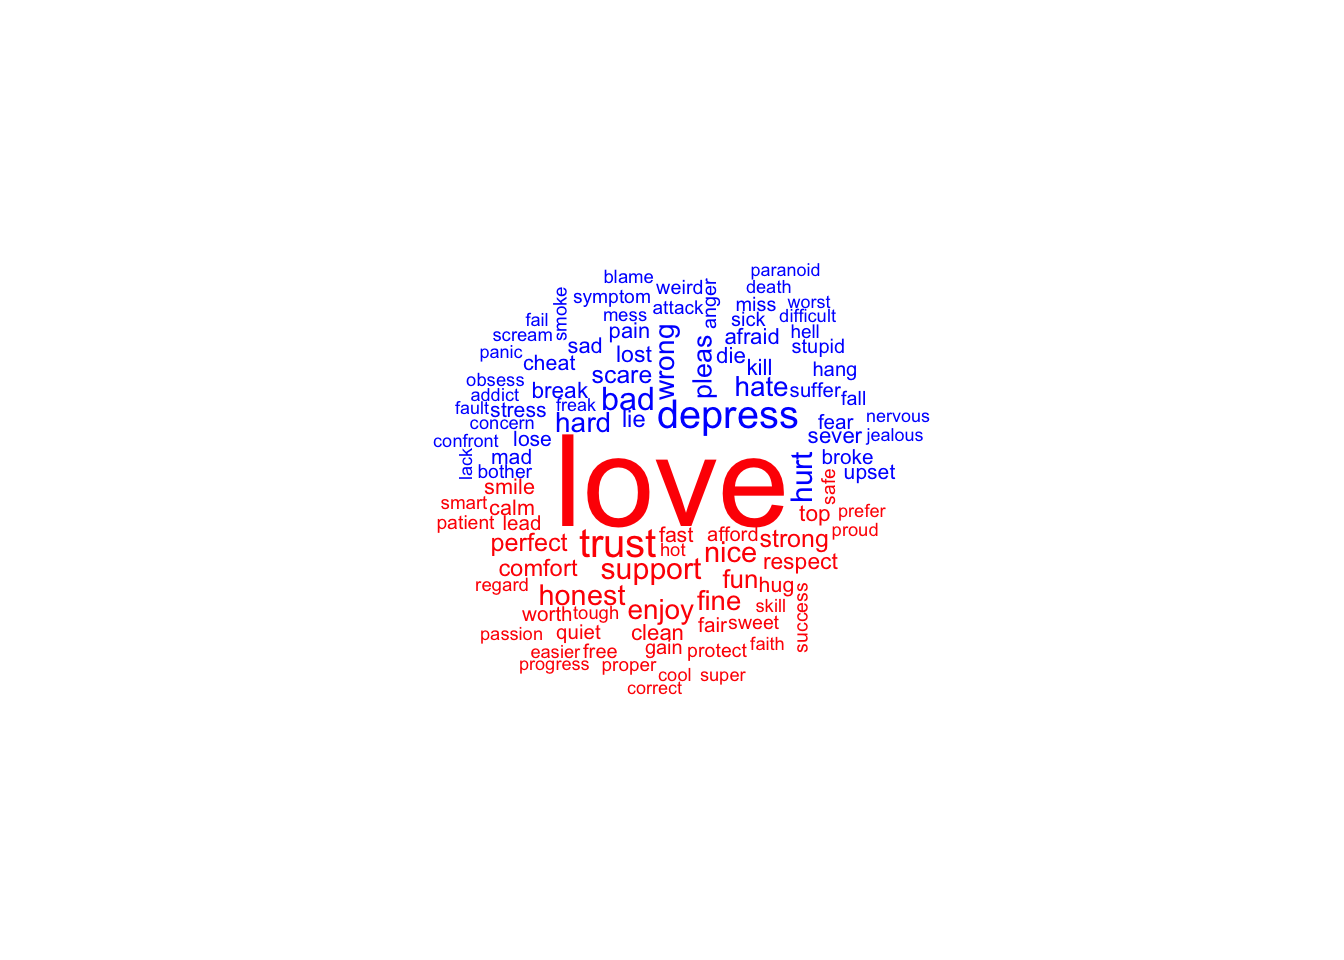 paranoid
blame
death
weird
anger
symptom
smoke
miss
worst
attack
mess
difficult
fail
sick
pain
hell
scream
wrong
afraid
sad
pleas
stupid
panic
lost
die
cheat
kill
hang
scare
obsess
break
hate
suffer
addict
bad
fall
freak
fault
stress
depress
nervous
concern
hard
lie
fear
sever
jealous
confront
lose
love
mad
broke
lack
bother
hurt
upset
safe
smile
smart
calm
top
prefer
patient
lead
proud
fast
afford
strong
perfect
trust
hot
nice
respect
comfort
support
fun
hug
regard
honest
fine
skill
success
worth
tough
enjoy
fair
sweet
passion
quiet
clean
faith
easier
free
gain
protect
progress
proper
cool
super
correct